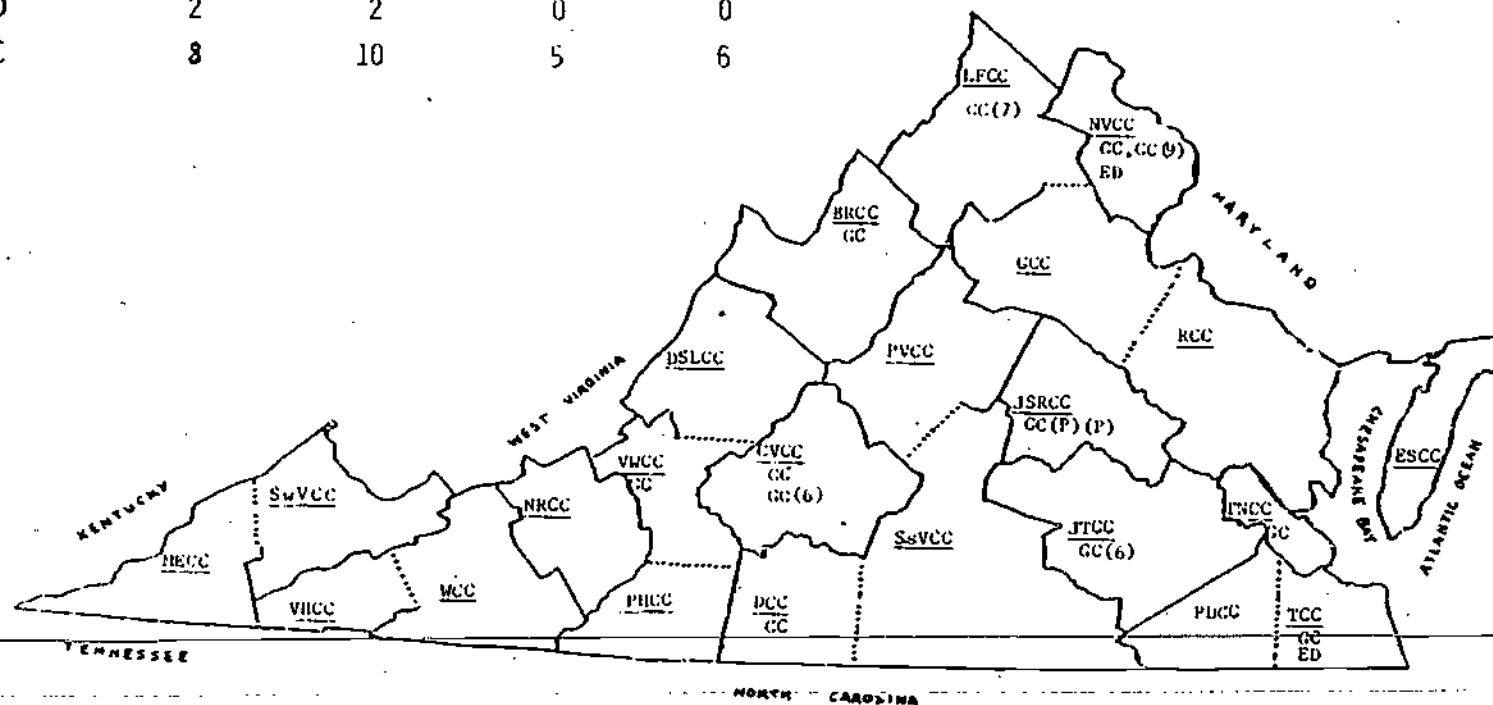 2 2 0 0
8 10 5 6
LFCC
GC(7)
NVCC
GC,GC(9)
ED
MARYLAND
BRCC
GC
GCC
RCC
DSLCC
PVCC
WEST VIRGINIA
JSRCC
GC(P)(P)
CHESAPEAKE BAY
ESCC
ATLANTIC OCEAN
VWCC
GC
CVCC
GC
GC(6)
KENTUCKY
SwVCC
NRCC
SsVCC
TNCC
GC
JTCC
GC(6)
MECC
WCC
VHCC
PHCC
DCC
GC
PDCC
TCC
GC
ED
TENNESSEE
NORTH CAROLINA